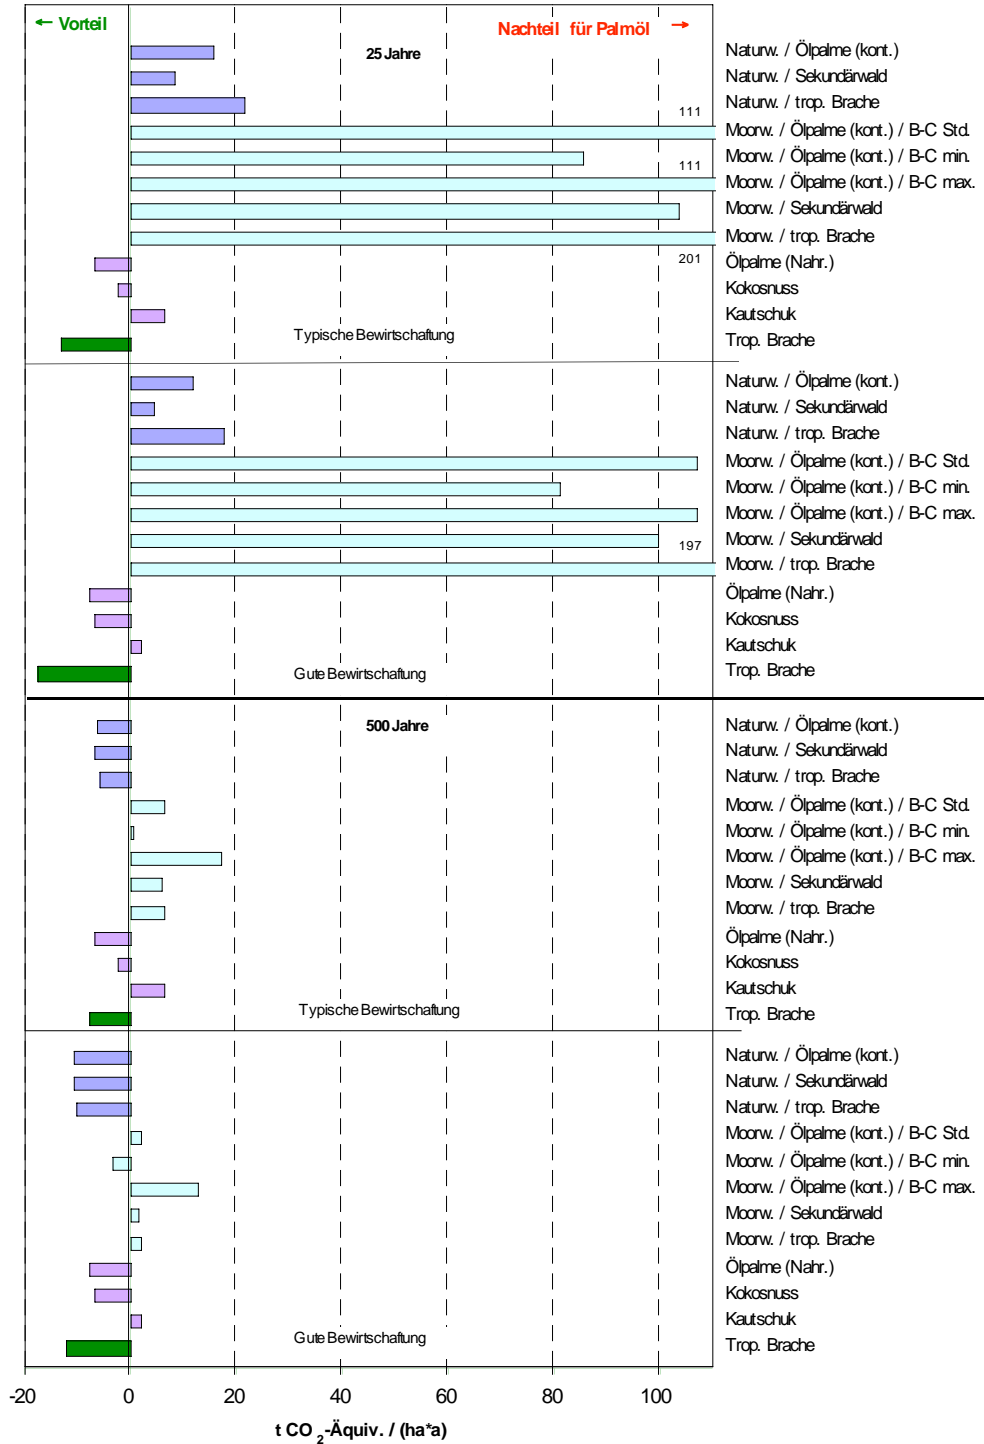 ← Vorteil
Nachteil für Palmöl →
25 Jahre
Naturw. / Ölpalme (kont.)
Naturw. / Sekundärwald
Naturw. / trop. Brache
111
Moorw. / Ölpalme (kont.) / B-C Std.
Moorw. / Ölpalme (kont.) / B-C min.
111
Moorw. / Ölpalme (kont.) / B-C max.
Moorw. / Sekundärwald
Moorw. / trop. Brache
201
Ölpalme (Nahr.)
Kokosnuss
Kautschuk
Typische Bewirtschaftung
Trop. Brache
Naturw. / Ölpalme (kont.)
Naturw. / Sekundärwald
Naturw. / trop. Brache
Moorw. / Ölpalme (kont.) / B-C Std.
Moorw. / Ölpalme (kont.) / B-C min.
Moorw. / Ölpalme (kont.) / B-C max.
Moorw. / Sekundärwald
197
Moorw. / trop. Brache
Ölpalme (Nahr.)
Kokosnuss
Kautschuk
Gute Bewirtschaftung
Trop. Brache
500 Jahre
Naturw. / Ölpalme (kont.)
Naturw. / Sekundärwald
Naturw. / trop. Brache
Moorw. / Ölpalme (kont.) / B-C Std.
Moorw. / Ölpalme (kont.) / B-C min.
Moorw. / Ölpalme (kont.) / B-C max.
Moorw. / Sekundärwald
Moorw. / trop. Brache
Ölpalme (Nahr.)
Kokosnuss
Kautschuk
Typische Bewirtschaftung
Trop. Brache
Naturw. / Ölpalme (kont.)
Naturw. / Sekundärwald
Naturw. / trop. Brache
Moorw. / Ölpalme (kont.) / B-C Std.
Moorw. / Ölpalme (kont.) / B-C min.
Moorw. / Ölpalme (kont.) / B-C max.
Moorw. / Sekundärwald
Moorw. / trop. Brache
Ölpalme (Nahr.)
Kokosnuss
Kautschuk
Gute Bewirtschaftung
Trop. Brache
-20 0 20 40 60 80 100
t CO2-Äquiv. / (ha*a)